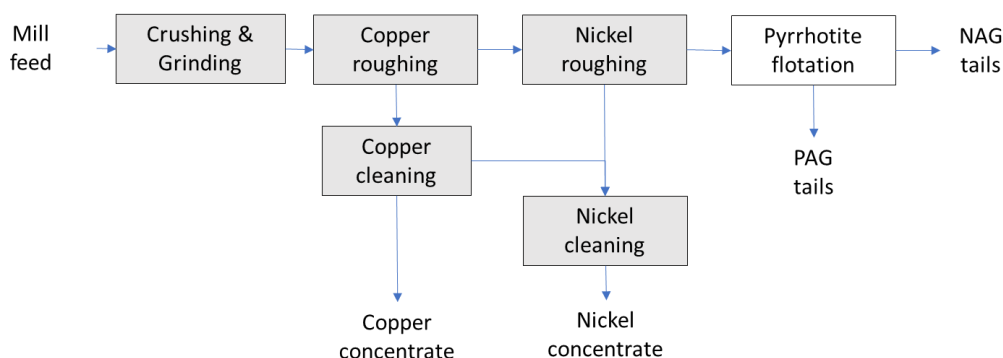 Mill
feed
Crushing &
Grinding
Copper
roughing
Nickel
roughing
Pyrrhotite
flotation
NAG
tails
Copper
cleaning
PAG
tails
Nickel
cleaning
Copper
concentrate
Nickel
concentrate